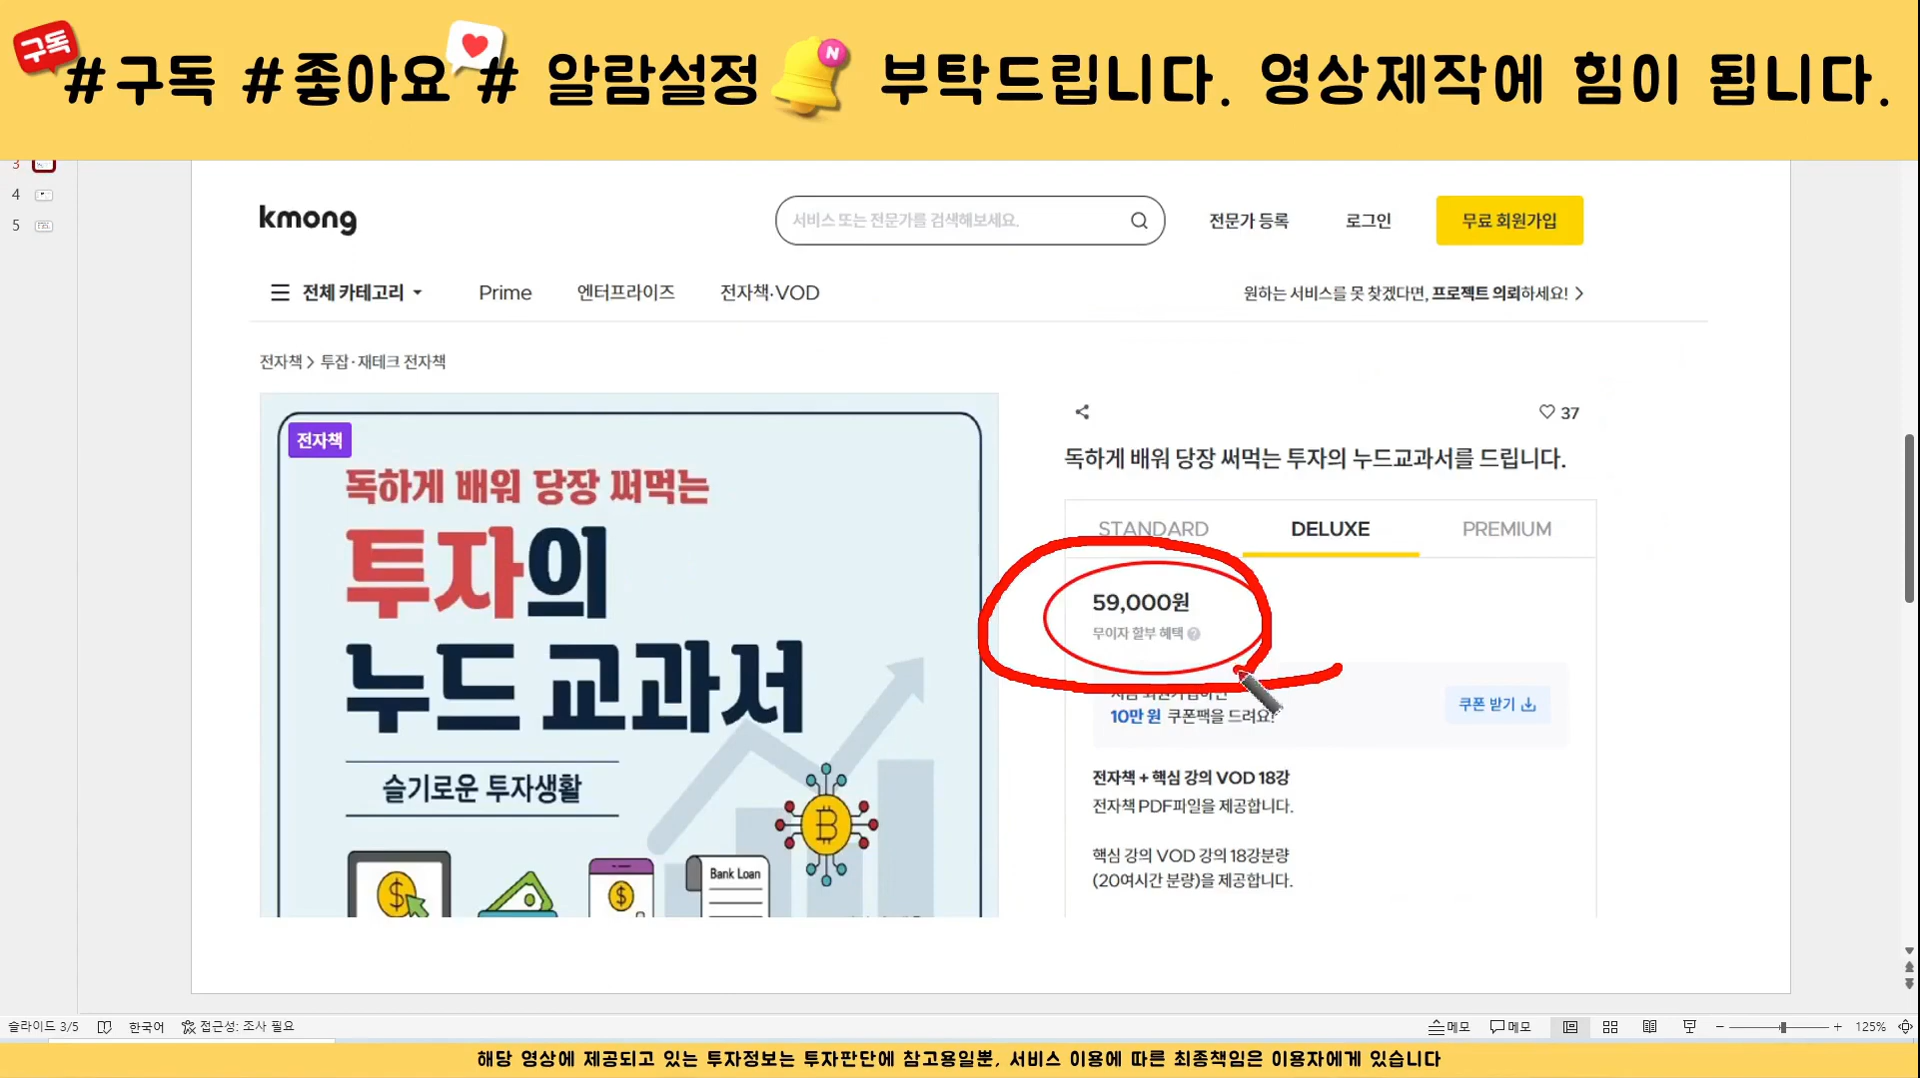 구독
#구독 #좋아요 # 알람설정 N 부탁드립니다. 영상제작에 힘이 됩니다.
3
4
5
kmong
서비스 또는 전문가를 검색해보세요.
전문가 등록
로그인
무료 회원가입
전체 카테고리
Prime
엔터프라이즈
전자책·VOD
원하는 서비스를 못 찾겠다면, 프로젝트 의뢰하세요! >
전자책 > 투잡·재테크 전자책
전자책
독하게 배워 당장 써먹는
투자의
누드 교과서
슬기로운 투자생활
Bank Loan
37
독하게 배워 당장 써먹는 투자의 누드교과서를 드립니다.
STANDARD
DELUXE
PREMIUM
59,000원
무이자 할부 혜택 ?
10만 원 쿠폰팩을 드려요!
쿠폰 받기
전자책 + 핵심 강의 VOD 18강
전자책 PDF파일을 제공합니다.
핵심 강의 VOD 강의 18강분량
(20여시간 분량)을 제공합니다.
슬라이드 3/5
한국어
접근성: 조사 필요
메모
메모
125%
해당 영상에 제공되고 있는 투자정보는 투자판단에 참고용일뿐, 서비스 이용에 따른 최종책임은 이용자에게 있습니다